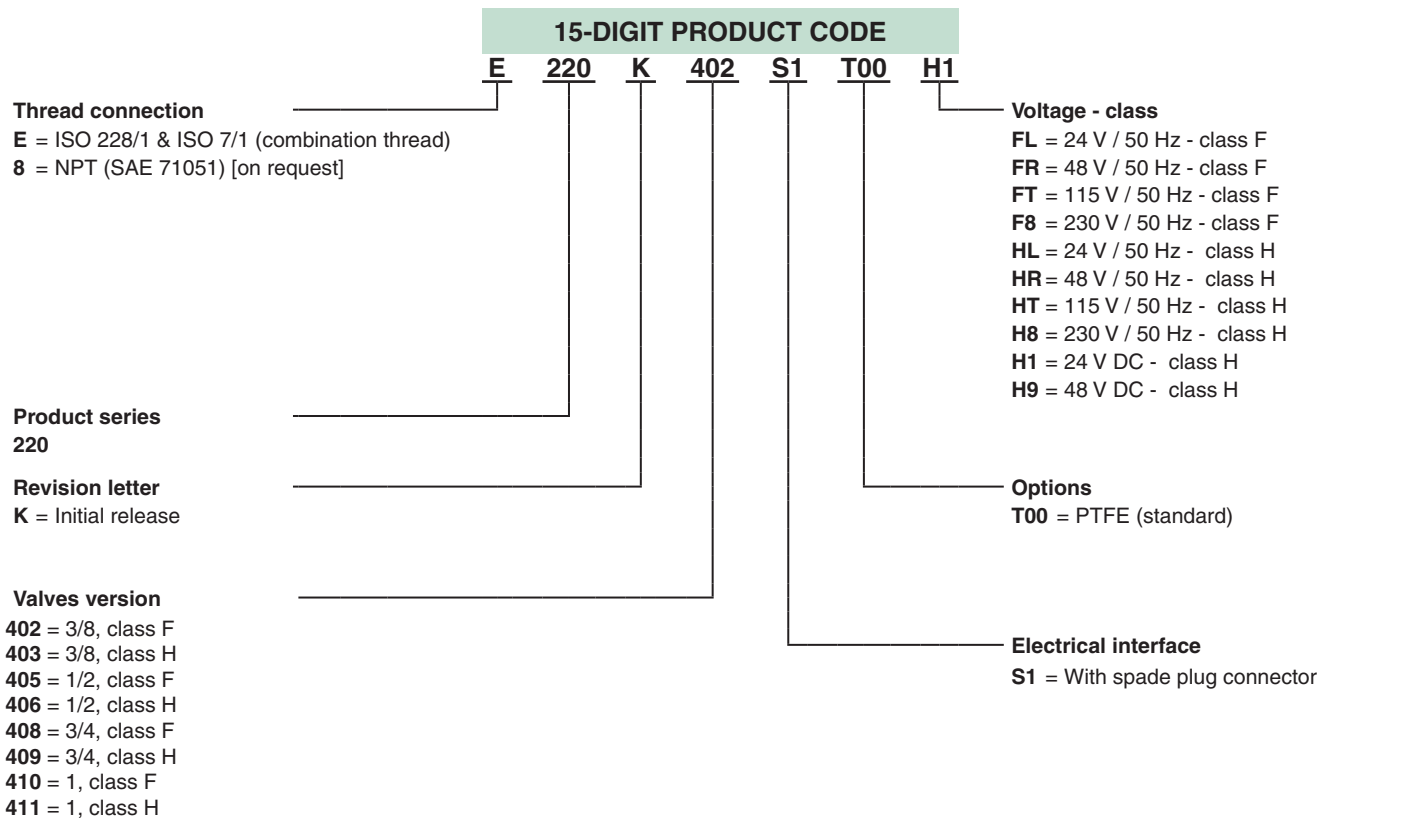 15-DIGIT PRODUCT CODE
E 220 K 402 S1 T00 H1
Thread connection
E = ISO 228/1 & ISO 7/1 (combination thread)
8 = NPT (SAE 71051) [on request]
Product series
220
Revision letter
K = Initial release
Valves version
402 = 3/8, class F
403 = 3/8, class H
405 = 1/2, class F
406 = 1/2, class H
408 = 3/4, class F
409 = 3/4, class H
410 = 1, class F
411 = 1, class H
Voltage - class
FL = 24 V / 50 Hz - class F
FR = 48 V / 50 Hz - class F
FT = 115 V / 50 Hz - class F
F8 = 230 V / 50 Hz - class F
HL = 24 V / 50 Hz - class H
HR = 48 V / 50 Hz - class H
HT = 115 V / 50 Hz - class H
H8 = 230 V / 50 Hz - class H
H1 = 24 V DC - class H
H9 = 48 V DC - class H
Options
T00 = PTFE (standard)
Electrical interface
S1 = With spade plug connector